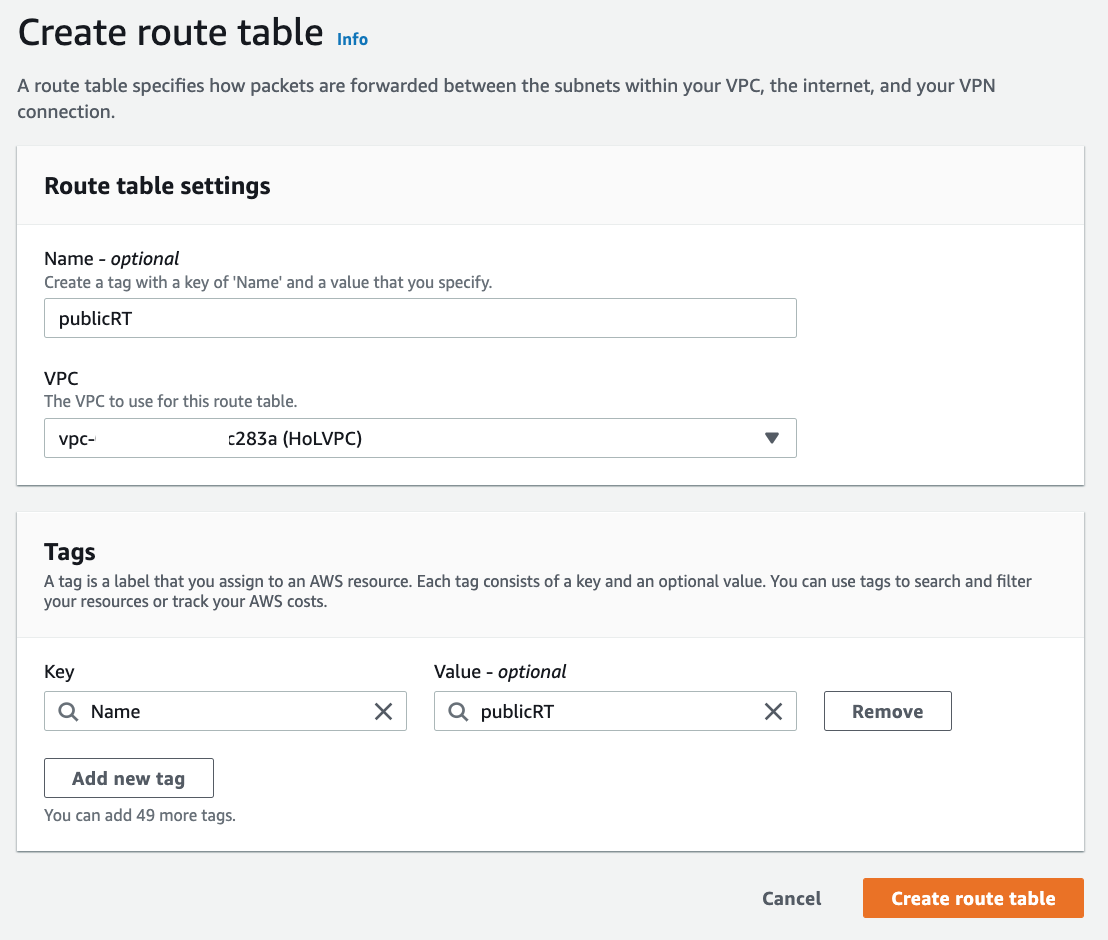 Create route table Info
A route table specifies how packets are forwarded between the subnets within your VPC, the internet, and your VPN
connection.
Route table settings
Name - optional
Create a tag with a key of 'Name' and a value that you specify.
publicRT
VPC
The VPC to use for this route table.
vpc- c283a (HoLVPC)
Tags
A tag is a label that you assign to an AWS resource. Each tag consists of a key and an optional value. You can use tags to search and filter
your resources or track your AWS costs.
Key Value - optional
Name publicRT Remove
Add new tag
You can add 49 more tags.
Cancel Create route table